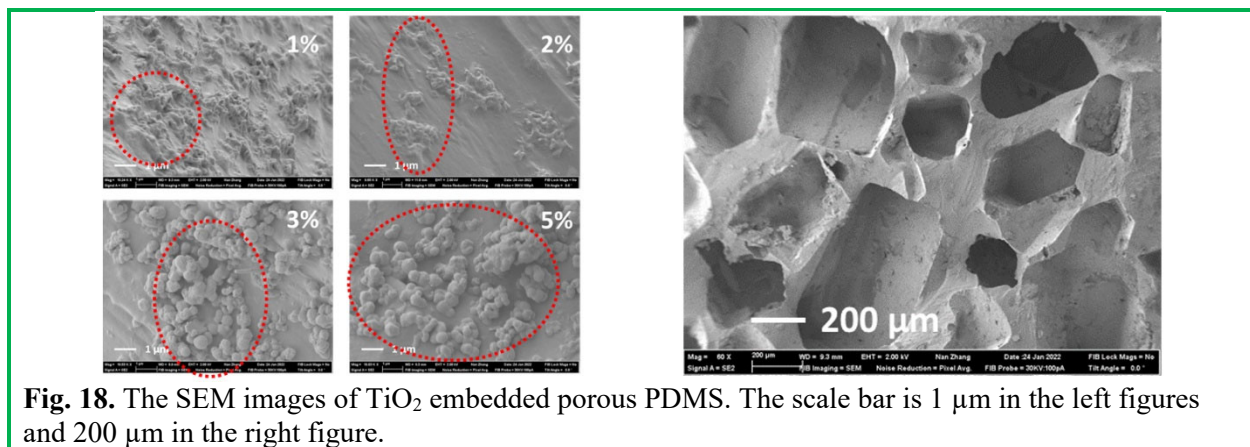 1%
2%
1 µm
1 µm
3%
5%
1 µm
1 µm
200 µm
Mag = 60 X 200 µm WD = 9.3 mm EHT = 2.00 kV Nan Zhang Date :24 Jan 2022 FIB Lock Mags = No
Signal A = SE2 FIB Imaging = SEM Noise Reduction = Pixel Avg. FIB Probe = 30KV:100pA Tilt Angle = 0.0 °
Fig. 18. The SEM images of TiO₂ embedded porous PDMS. The scale bar is 1 µm in the left figures
and 200 µm in the right figure.